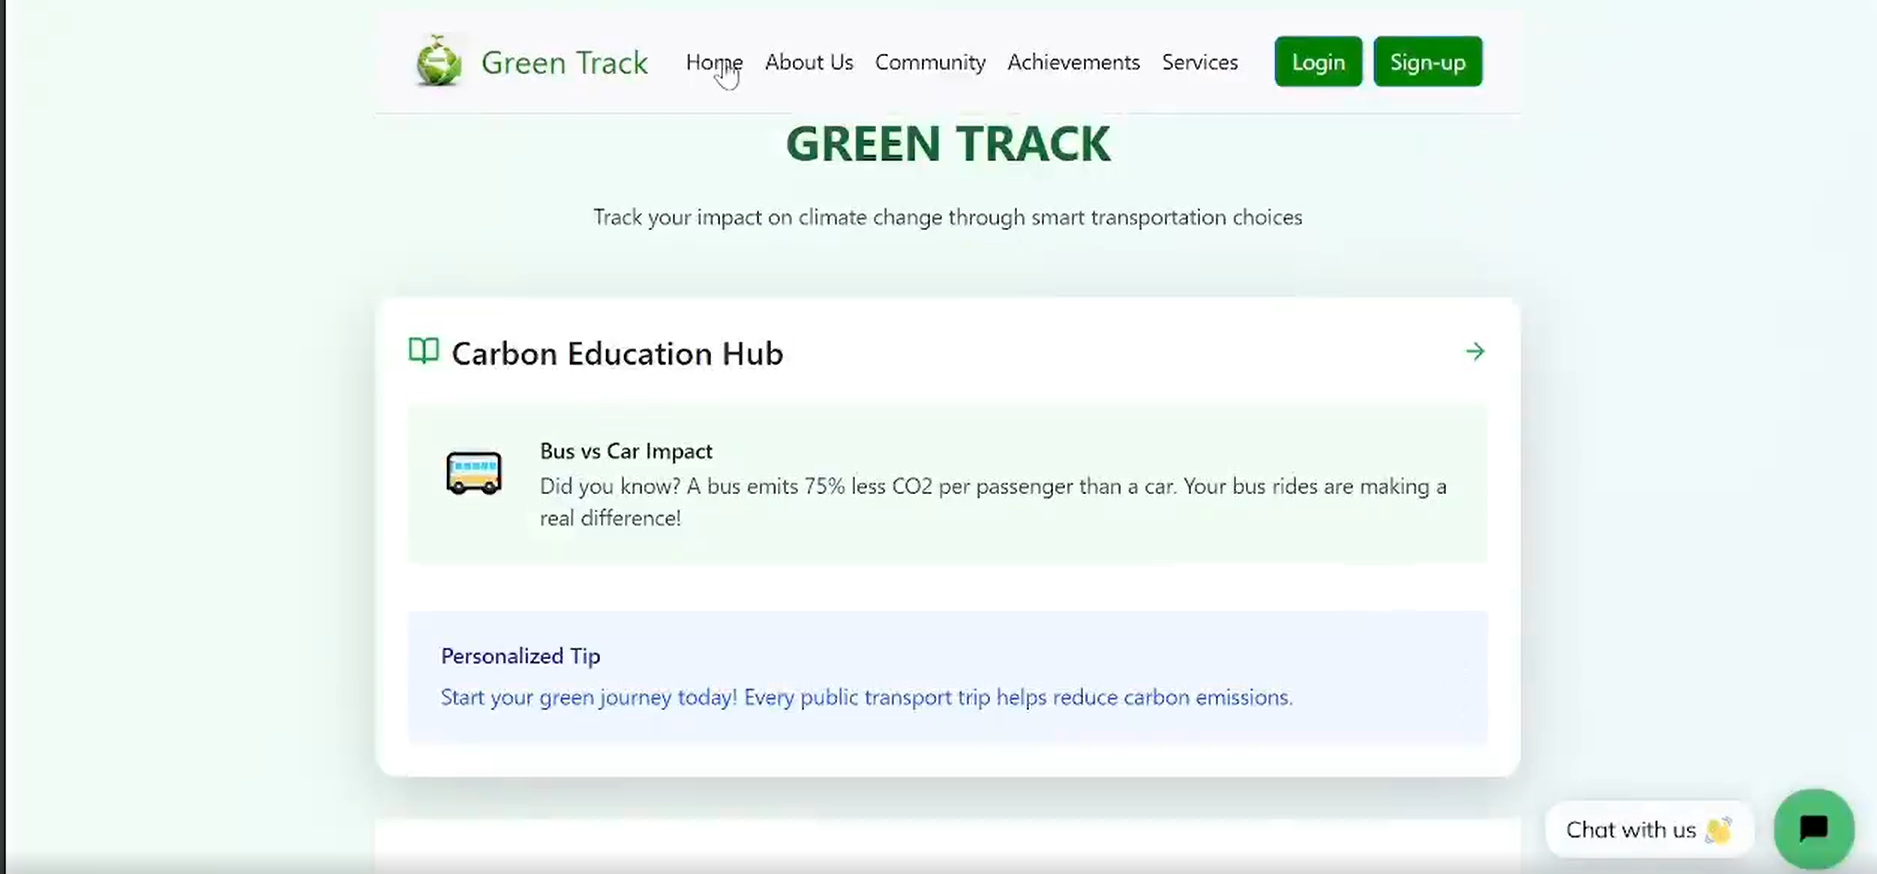 Green Track
Home About Us Community Achievements Services Login Sign-up
GREEN TRACK
Track your impact on climate change through smart transportation choices
Carbon Education Hub
Bus vs Car Impact
Did you know? A bus emits 75% less CO2 per passenger than a car. Your bus rides are making a
real difference!
Personalized Tip
Start your green journey today! Every public transport trip helps reduce carbon emissions.
Chat with us 👋